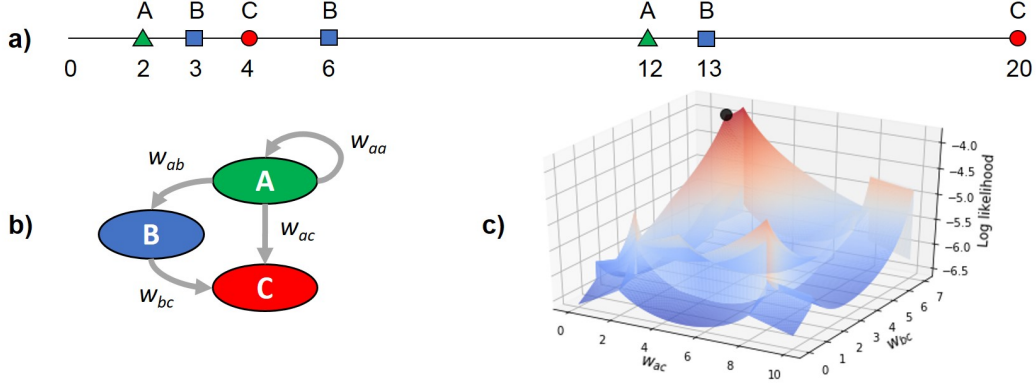 A B C B A B C
a)
0 2 3 4 6 12 13 20
b)
w_aa
w_ab
A
w_ac
B
w_bc
C
c)
−4.0
−4.5
−5.0
−5.5
−6.0
−6.5
Log likelihood
0 2 4 6 8 10
w_ac
0 1 2 3 4 5 6 7
w_bc